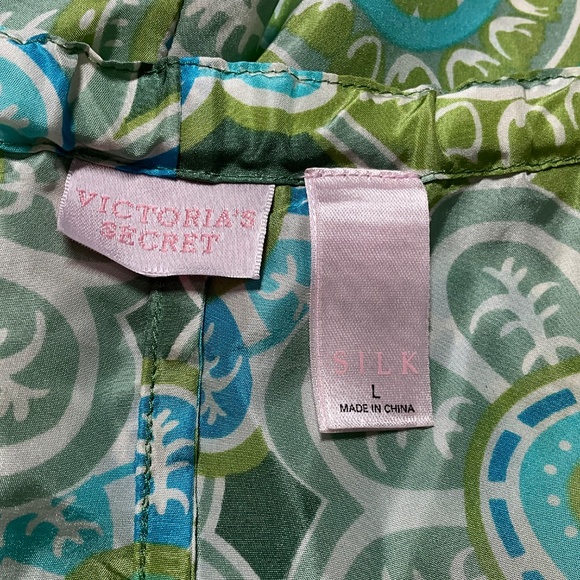 VICTORIA'S
SECRET
SILK
L
MADE IN CHINA